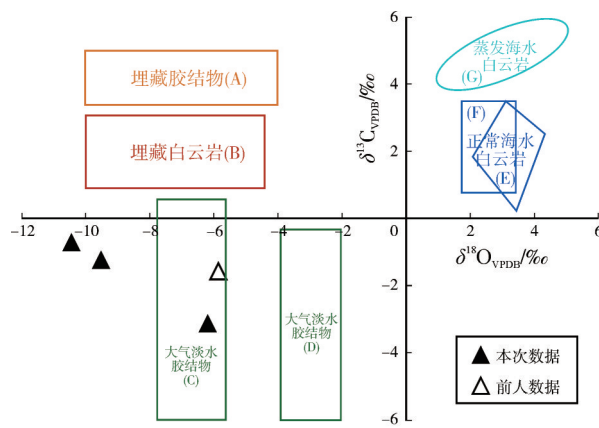 6
δ¹³C_VPDB/‰
4
2
埋藏胶结物(A)
埋藏白云岩(B)
蒸发海水
白云岩
(G)
(F)
正常海水
白云岩
(E)
−12
−10
−8
−6
−4
−2
0
2
4
6
δ¹⁸O_VPDB/‰
−2
−4
−6
大气淡水
胶结物
(C)
大气淡水
胶结物
(D)
本次数据
前人数据